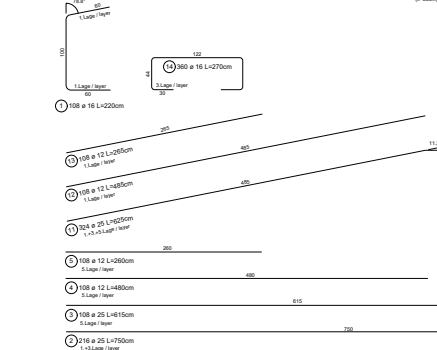 60
1.Lage / layer
100
1.Lage / layer
60
1 108 ø 16 L=220cm
122
14 360 ø 16 L=270cm
44
3.Lage / layer
30
265
13 108 ø 12 L=265cm
1.Lage / layer
485
12 108 ø 12 L=485cm
1.Lage / layer
485
11 324 ø 25 L=625cm
1.+3.+5.Lage / layer
260
5 108 ø 12 L=260cm
5.Lage / layer
480
4 108 ø 12 L=480cm
5.Lage / layer
615
3 108 ø 25 L=615cm
5.Lage / layer
750
2 216 ø 25 L=750cm
1.+3.Lage / layer